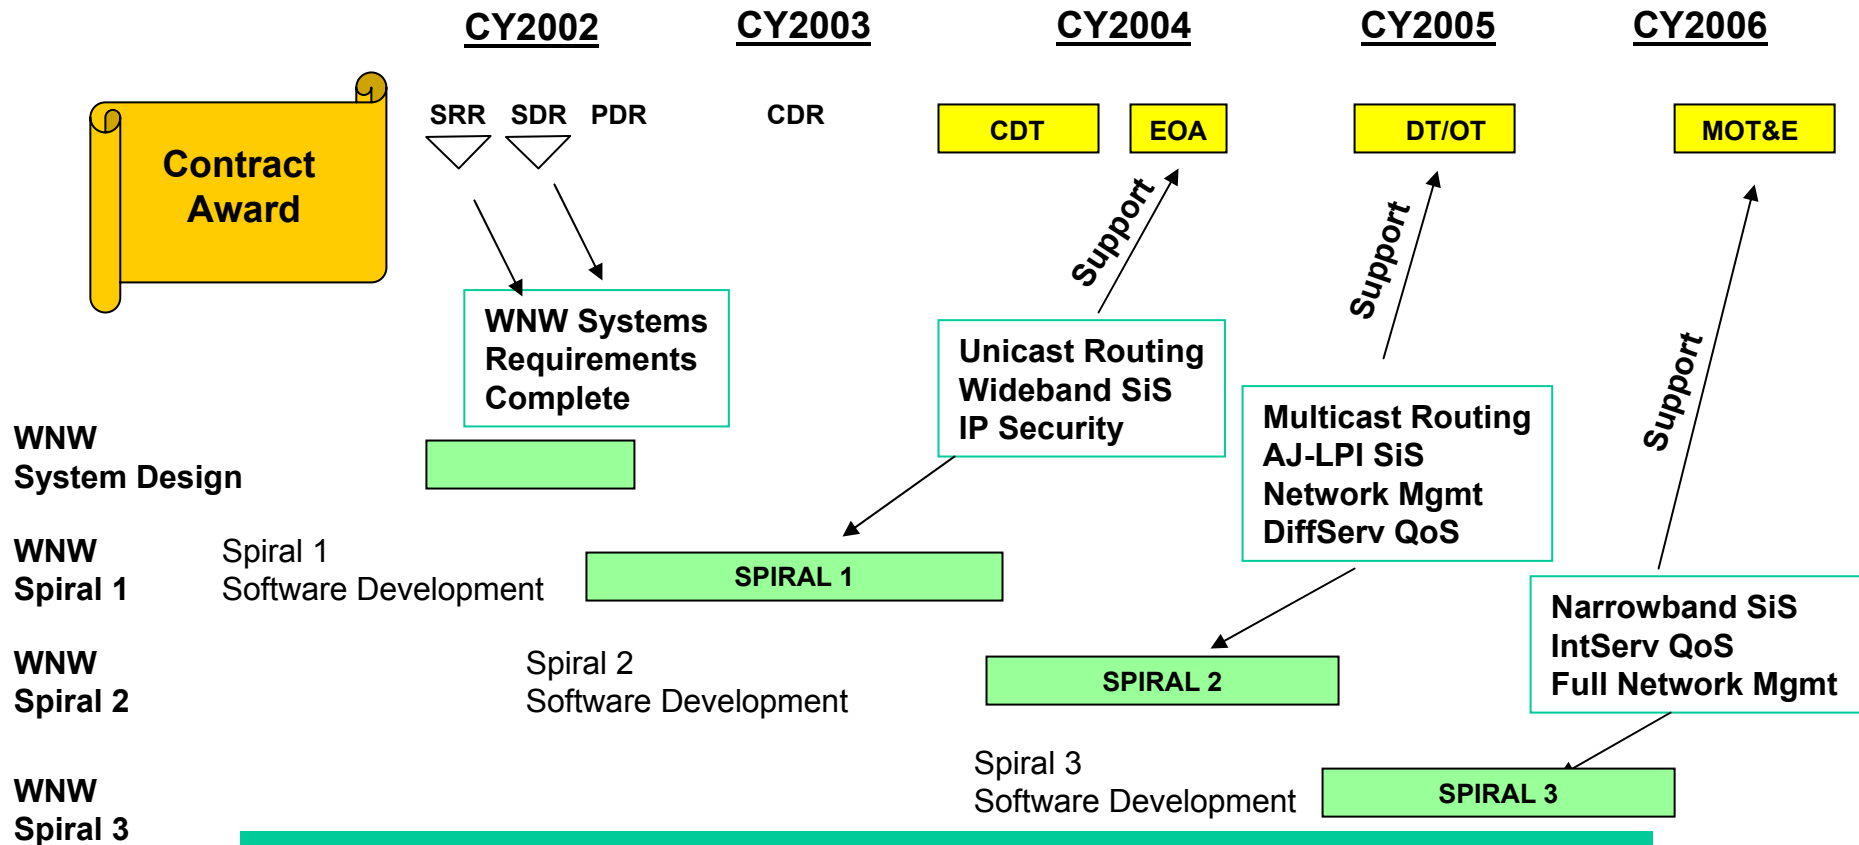 CY2002 CY2003 CY2004 CY2005 CY2006
Contract
Award
SRR SDR PDR CDR CDT EOA DT/OT MOT&E
Support
Support
Support
WNW Systems
Requirements
Complete
Unicast Routing
Wideband SiS
IP Security
Multicast Routing
AJ-LPI SiS
Network Mgmt
DiffServ QoS
Narrowband SiS
IntServ QoS
Full Network Mgmt
WNW
System Design
WNW
Spiral 1
Spiral 1
Software Development
SPIRAL 1
WNW
Spiral 2
Spiral 2
Software Development
SPIRAL 2
WNW
Spiral 3
Spiral 3
Software Development
SPIRAL 3